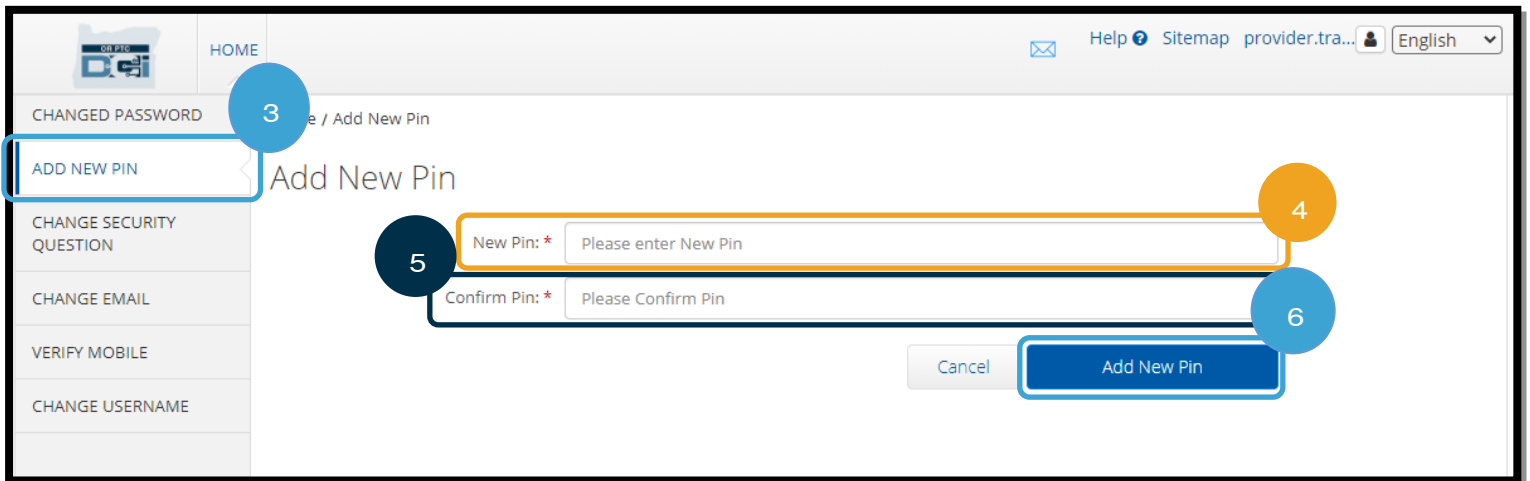 OR PTC
DCI
HOME
Help Sitemap provider.tra... English
CHANGED PASSWORD
3
e / Add New Pin
ADD NEW PIN
Add New Pin
4
CHANGE SECURITY
QUESTION
New Pin: * Please enter New Pin
5
CHANGE EMAIL
Confirm Pin: * Please Confirm Pin
6
VERIFY MOBILE
Cancel Add New Pin
CHANGE USERNAME